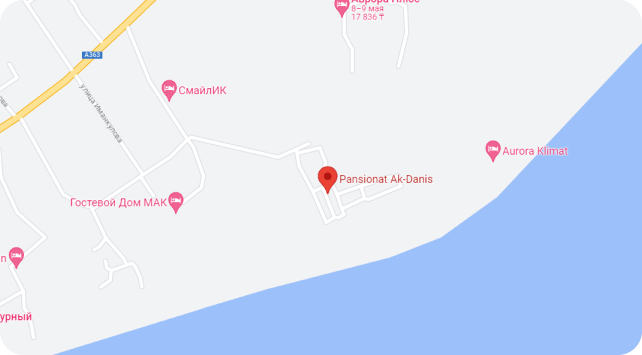 Аврора Плюс
8–9 мая
17 836 ₸
A363
СмайлИК
улица Иманкулова
Aurora Klimat
Pansionat Ak-Danis
Гостевой Дом МАК
n
урный